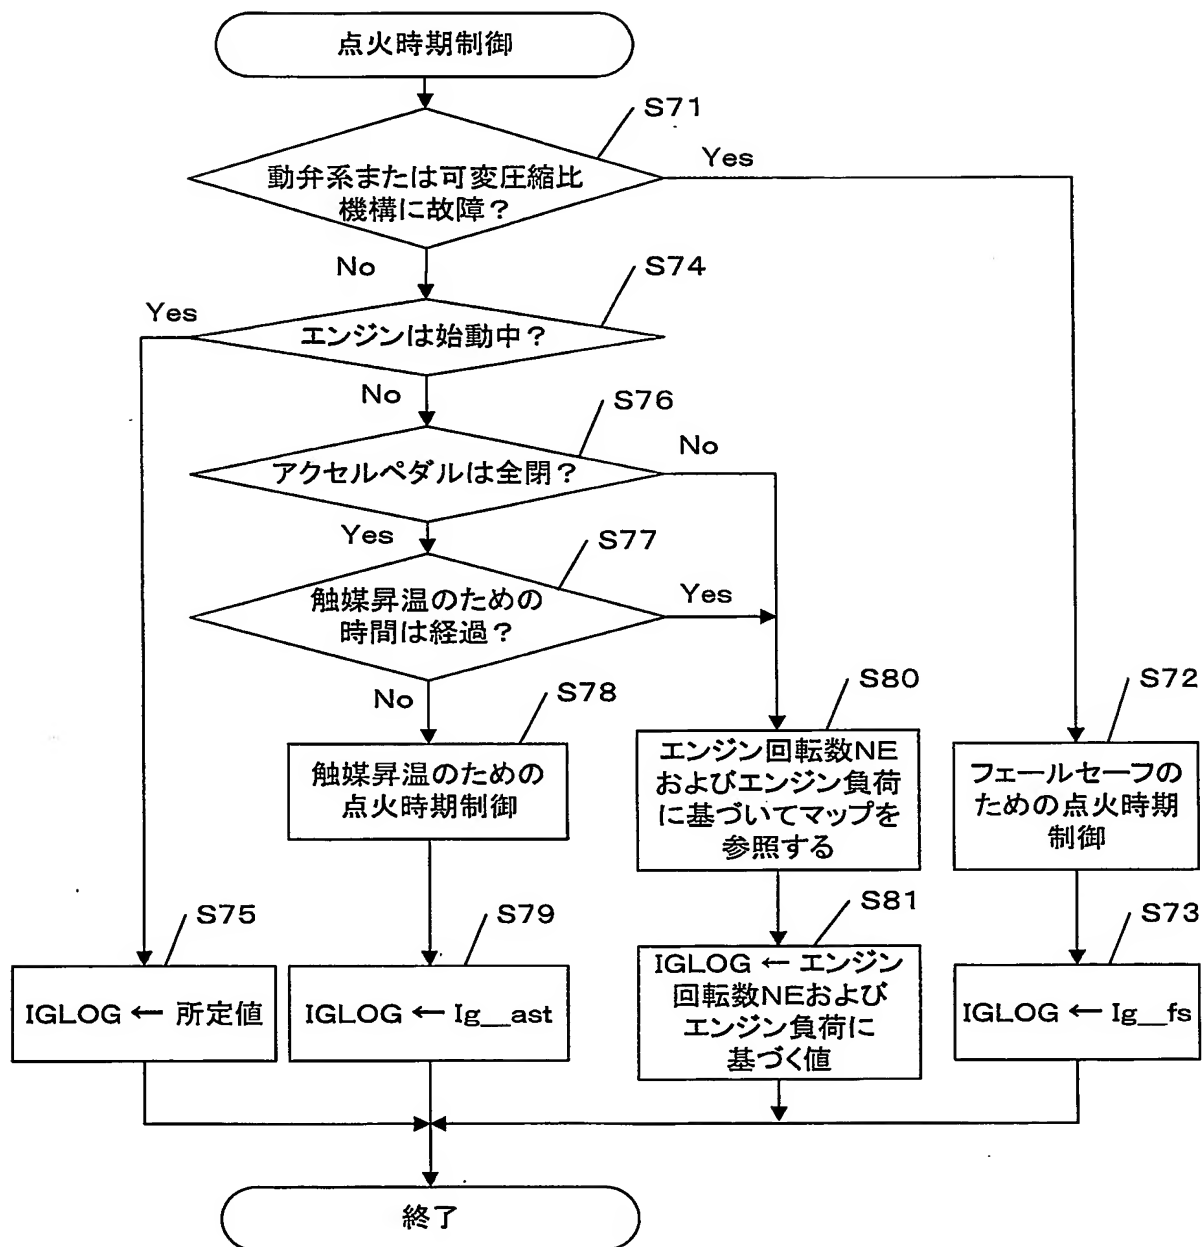 点火時期制御
S71
動弁系または可変圧縮比
機構に故障？
Yes
No
S74
Yes
エンジンは始動中？
No
S76
アクセルペダルは全閉？
No
Yes
S77
触媒昇温のための
時間は経過？
Yes
No
S78
触媒昇温のための
点火時期制御
S80
エンジン回転数NE
およびエンジン負荷
に基づいてマップを
参照する
S72
フェールセーフの
ための点火時期
制御
S75
IGLOG ← 所定値
S79
IGLOG ← Ig__ast
S81
IGLOG ← エンジン
回転数NEおよび
エンジン負荷に
基づく値
S73
IGLOG ← Ig__fs
終了